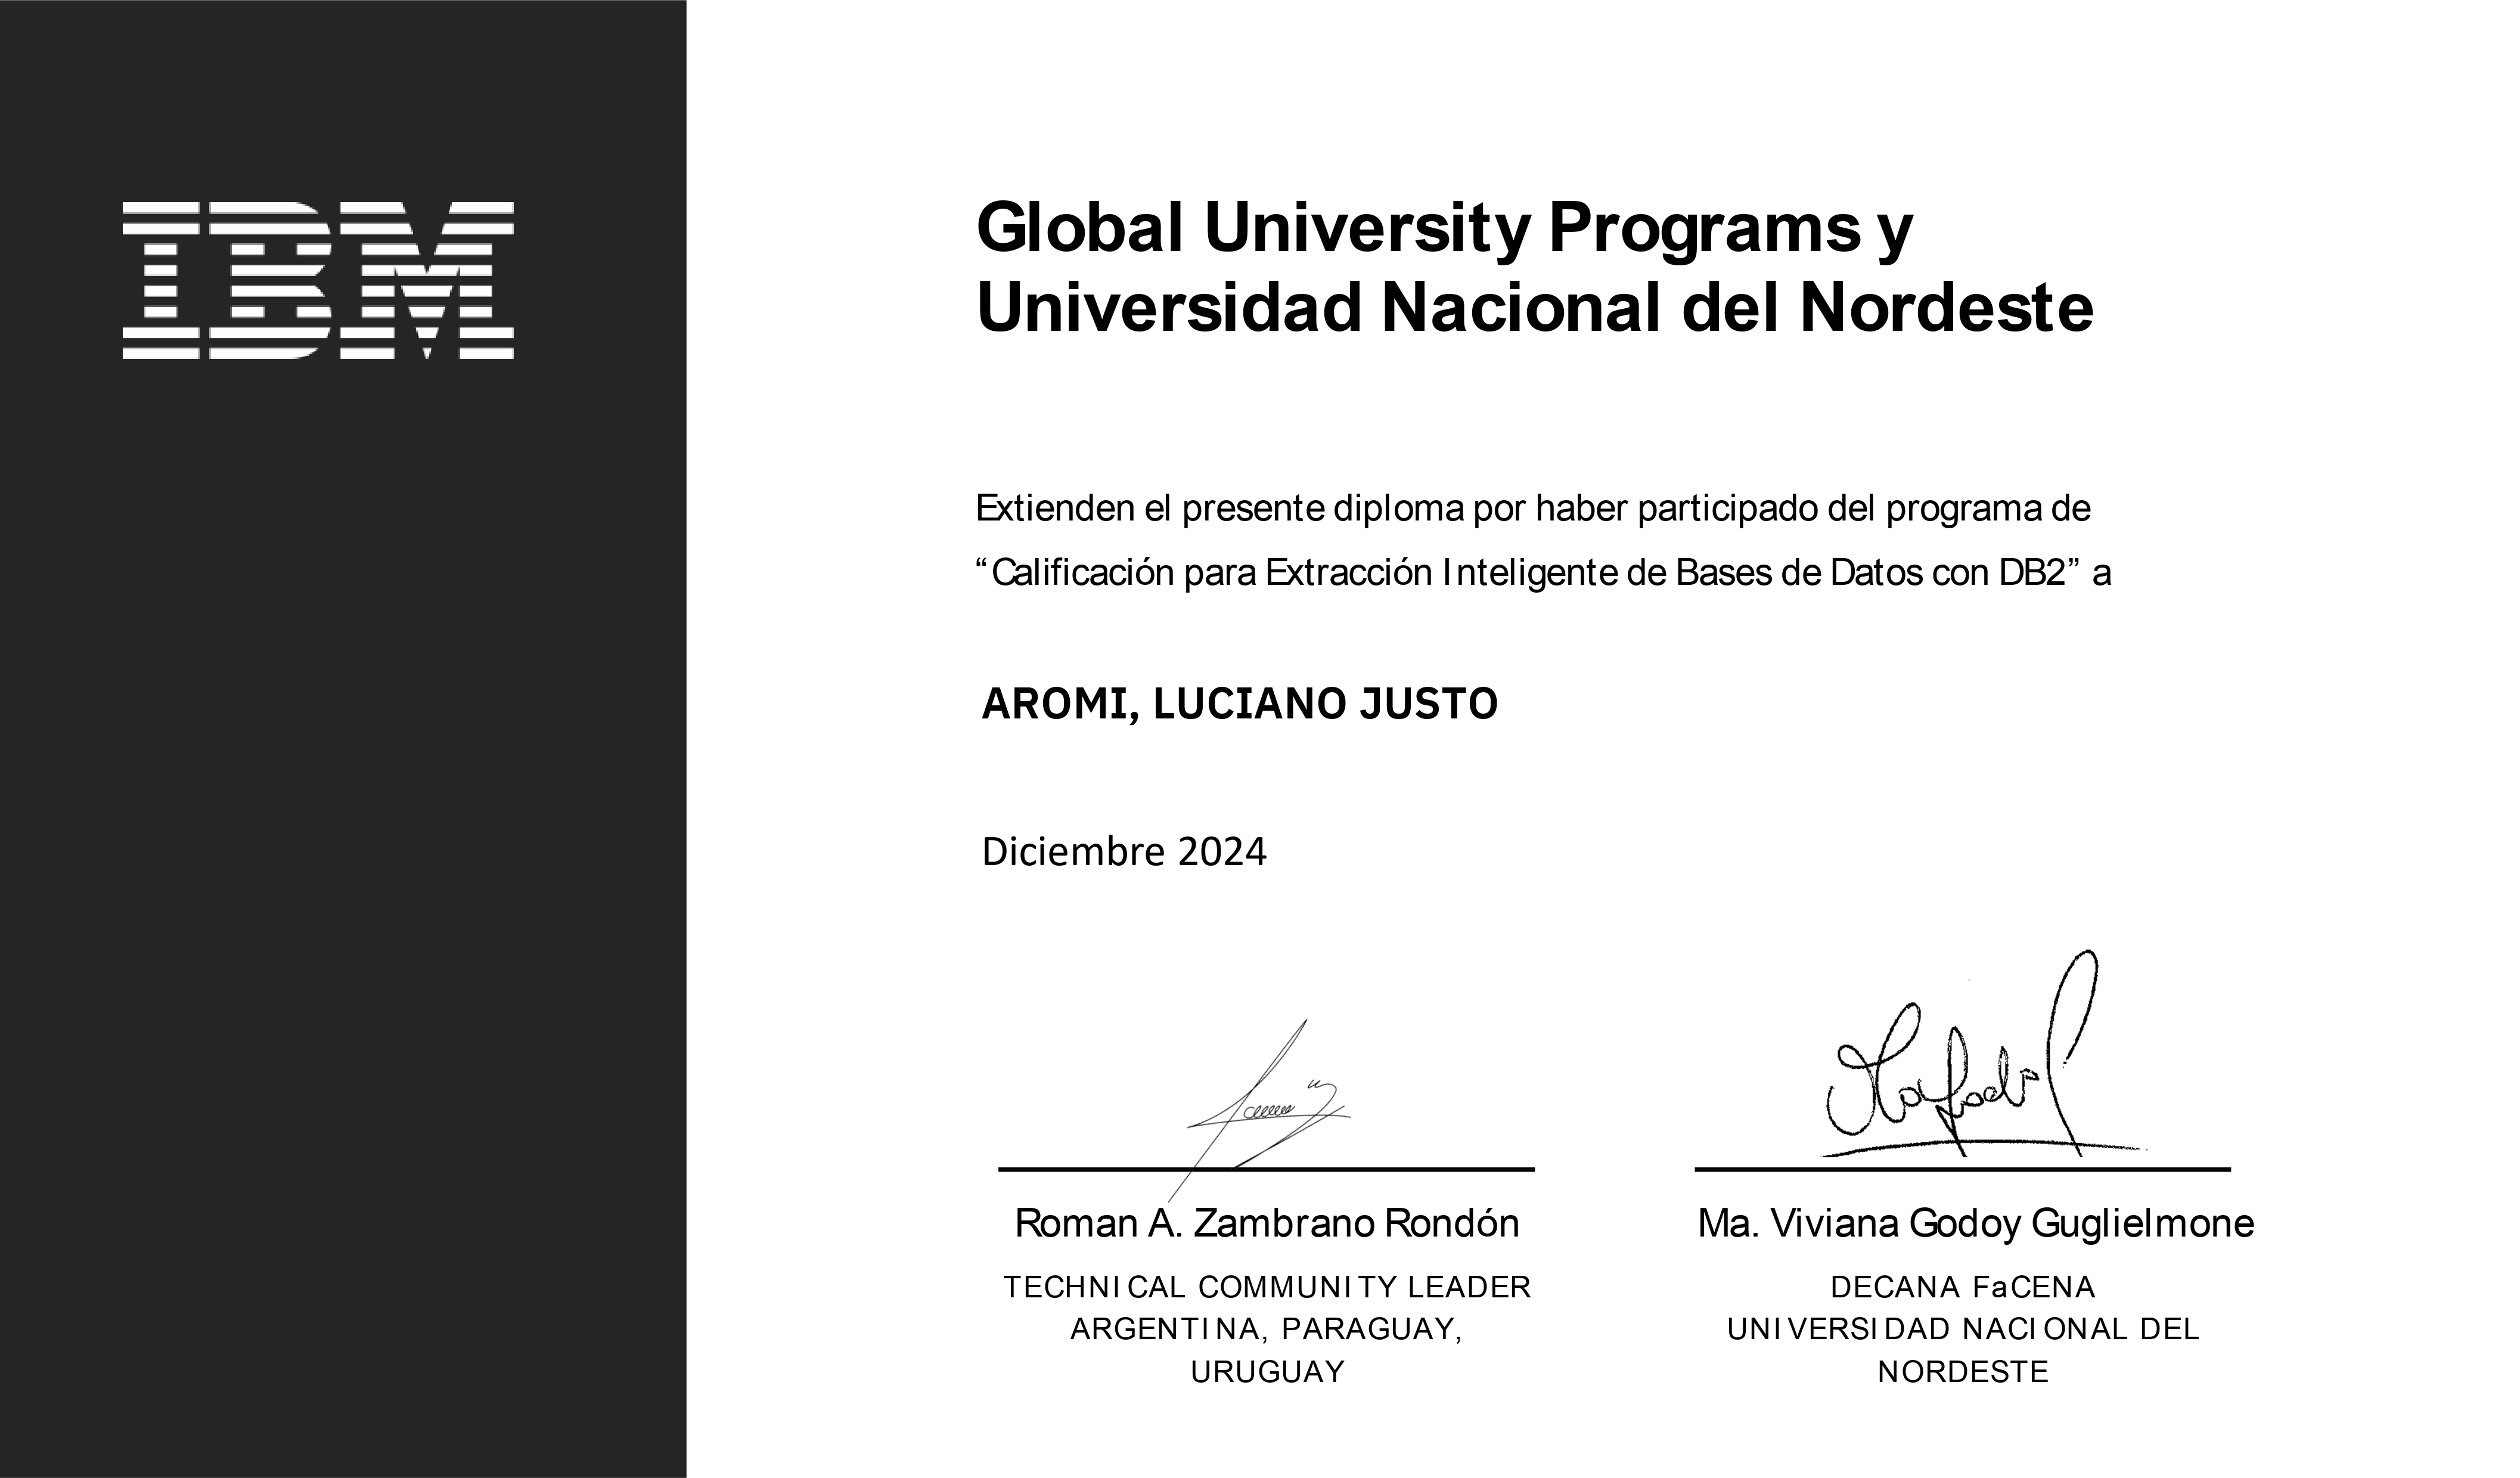 IBM
Global University Programs y
Universidad Nacional del Nordeste
Extienden el presente diploma por haber participado del programa de
“Calificación para Extracción Inteligente de Bases de Datos con DB2” a
AROMI, LUCIANO JUSTO
Diciembre 2024
Roman A. Zambrano Rondón
TECHNICAL COMMUNITY LEADER
ARGENTINA, PARAGUAY,
URUGUAY
Ma. Viviana Godoy Guglielmone
DECANA FaCENA
UNIVERSIDAD NACIONAL DEL
NORDESTE